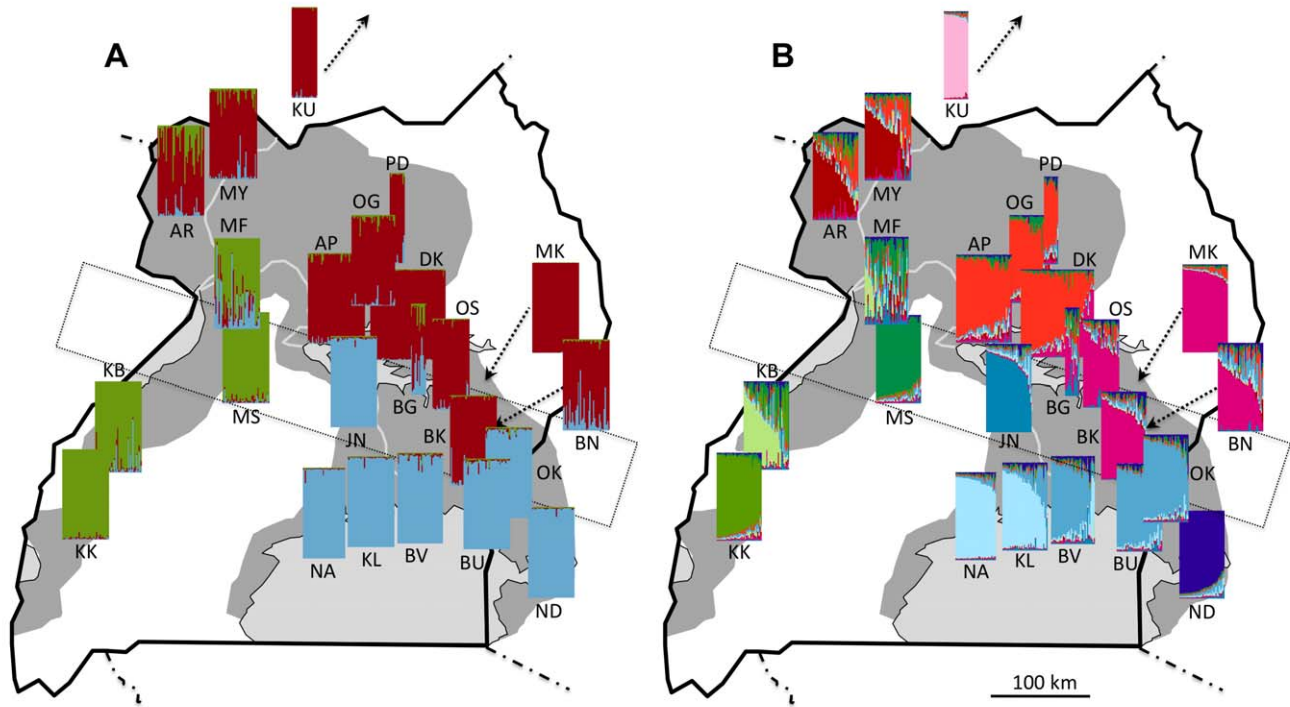 A
KU
AR
MY
MF
PD
OG
AP
DK
MK
OS
KB
MS
JN
BG
BK
BN
OK
KK
NA
KL
BV
BU
ND
B
KU
AR
MY
MF
PD
OG
AP
DK
MK
OS
KB
MS
JN
BG
BK
BN
OK
KK
NA
KL
BV
BU
ND
100 km